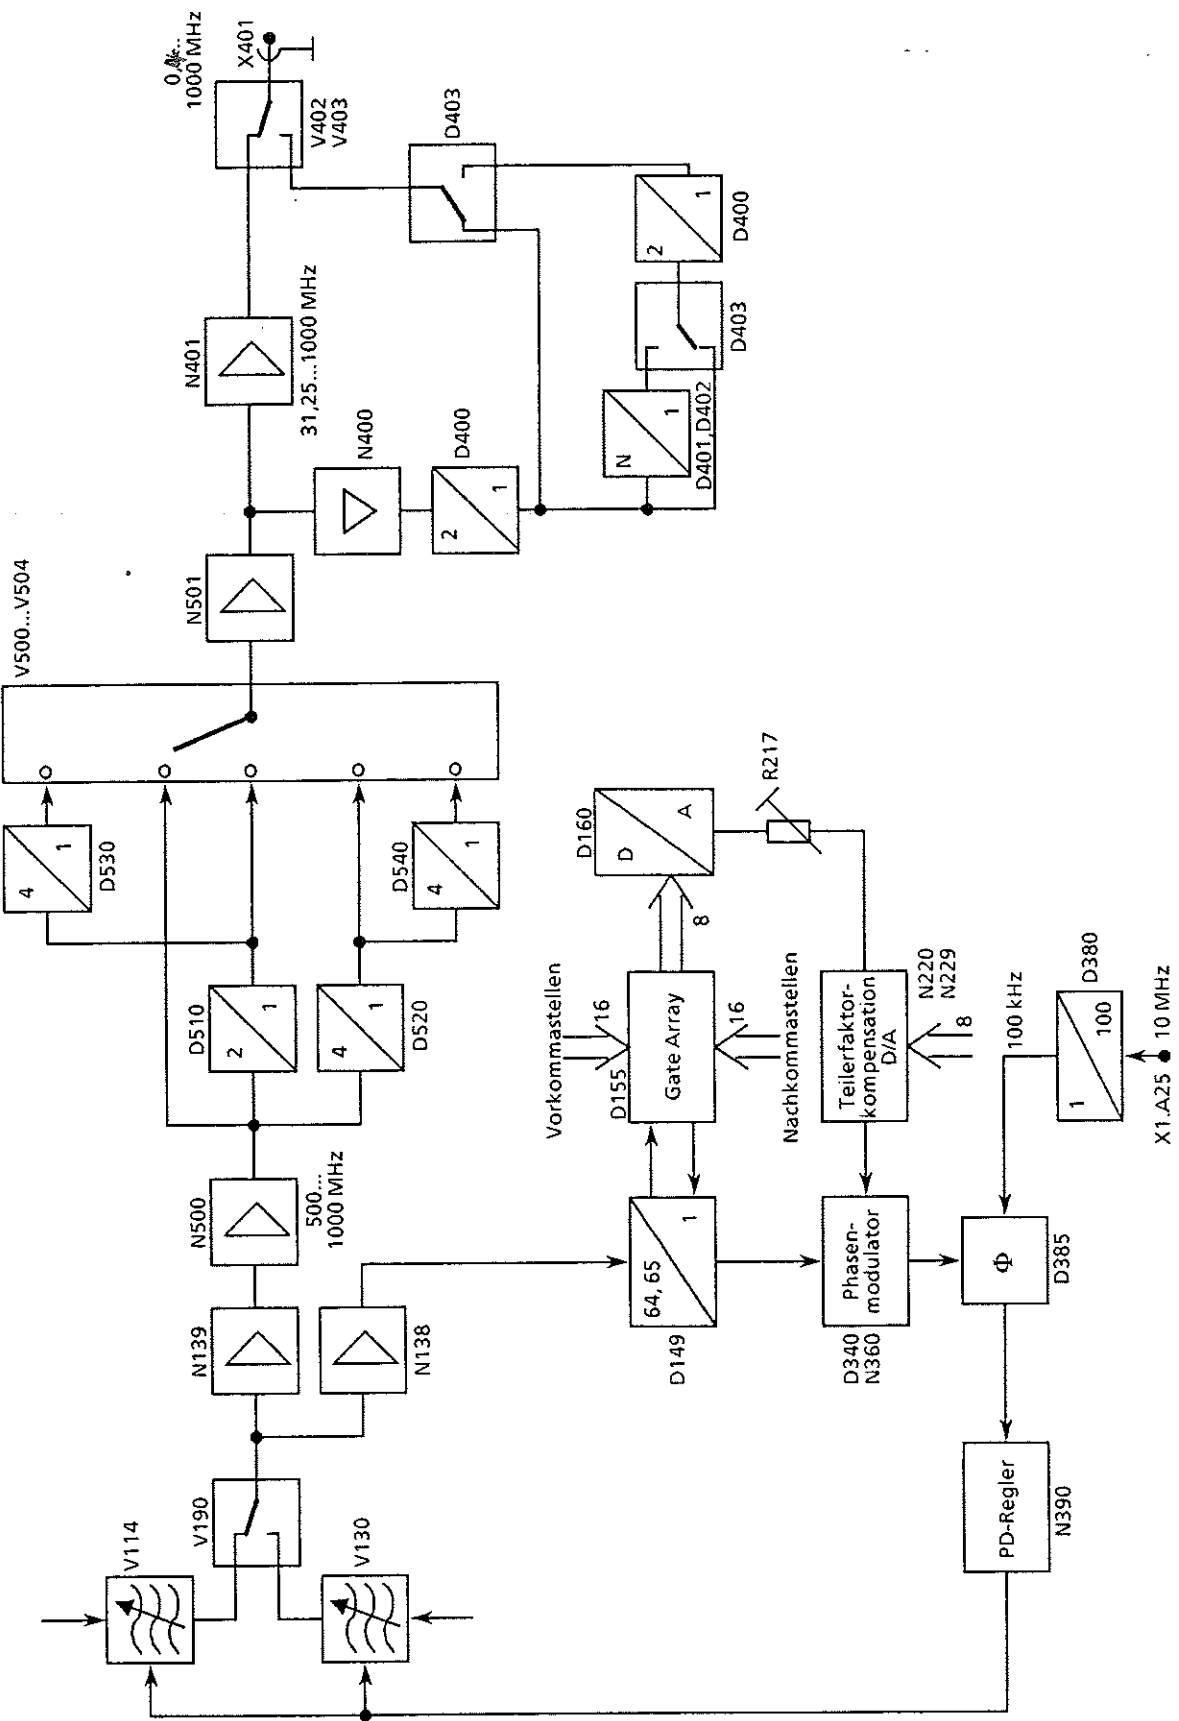 V114
V130
V190
N139
N138
N500
500...
1000 MHz
D510
2
1
D520
4
1
D530
4
1
D540
4
1
V500...V504
N501
N401
31,25...1000 MHz
N400
D400
2
1
N
1
D401,D402
D403
2
1
D400
D403
V402
V403
X401
1000 MHz
PD-Regler
N390
Φ
D385
Phasen-
modulator
D340
N360
64, 65
1
D149
Vorkommastellen
16
D155
Gate Array
16
Nachkommastellen
8
D160
D
A
R217
Teilerfaktor-
kompensation
D/A
N220
N229
8
100 kHz
1
100
D380
X1.A25
10 MHz